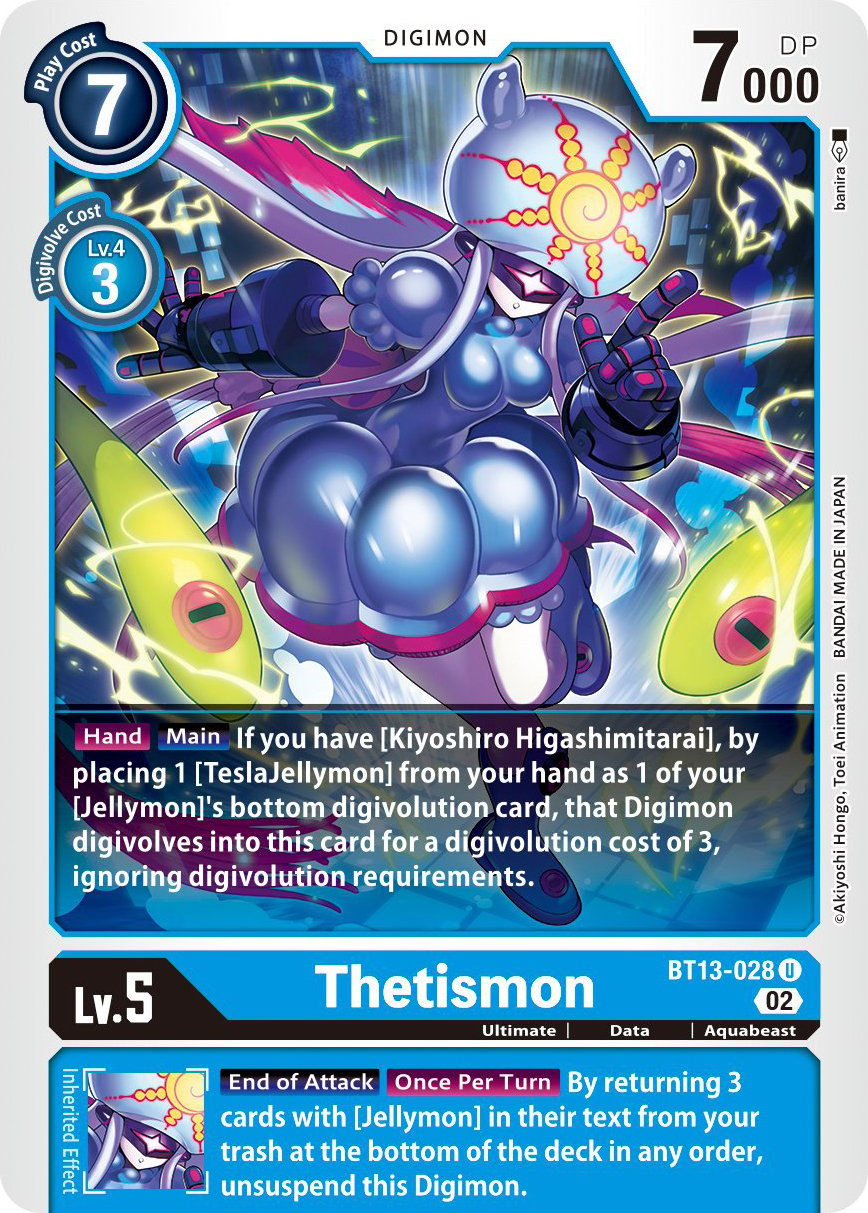 DIGIMON
Play Cost
7
7000
DP
Digivolve Cost
Lv.4
3
banira
Hand Main If you have [Kiyoshiro Higashimitarai], by
placing 1 [TeslaJellymon] from your hand as 1 of your
[Jellymon]'s bottom digivolution card, that Digimon
digivolves into this card for a digivolution cost of 3,
ignoring digivolution requirements.
©Akiyoshi Hongo, Toei Animation BANDAI MADE IN JAPAN
Lv.5
Thetismon
BT13-028 U
02
Ultimate | Data | Aquabeast
Inherited Effect
End of Attack Once Per Turn By returning 3
cards with [Jellymon] in their text from your
trash at the bottom of the deck in any order,
unsuspend this Digimon.